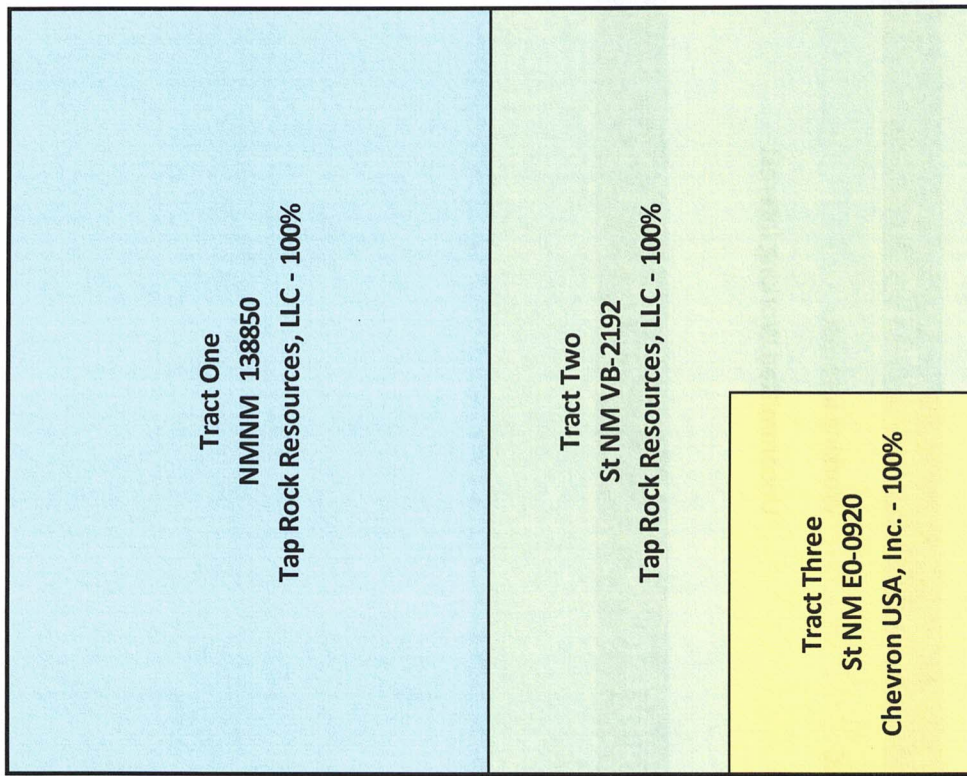 Tract One
NMNM 138850
Tap Rock Resources, LLC - 100%
Tract Two
St NM VB-2192
Tap Rock Resources, LLC - 100%
Tract Three
St NM E0-0920
Chevron USA, Inc. - 100%